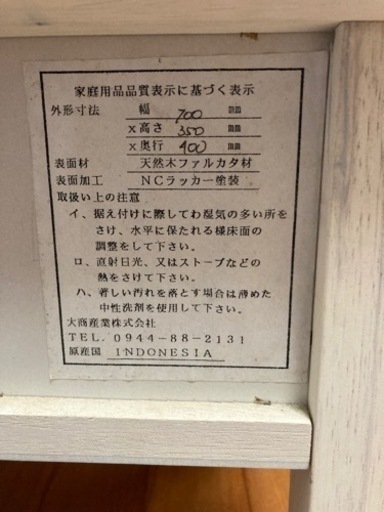 家庭用品品質表示に基づく表示
外形寸法 幅 700 mm
x高さ 350 mm
x奥行 400 mm
表面材 天然木ファルカタ材
表面加工 NCラッカー塗装
取扱い上の注意
イ、据え付けに際してわ湿気の多い所を
さけ、水平に保たれる様床面の
調整をして下さい。
ロ、直射日光、又はストーブなどの
熱をさけて下さい。
ハ、著しい汚れを落とす場合は薄めた
中性洗剤を使用して下さい。
大商産業株式会社
TEL. 0944-88-2131
原産国 INDONESIA